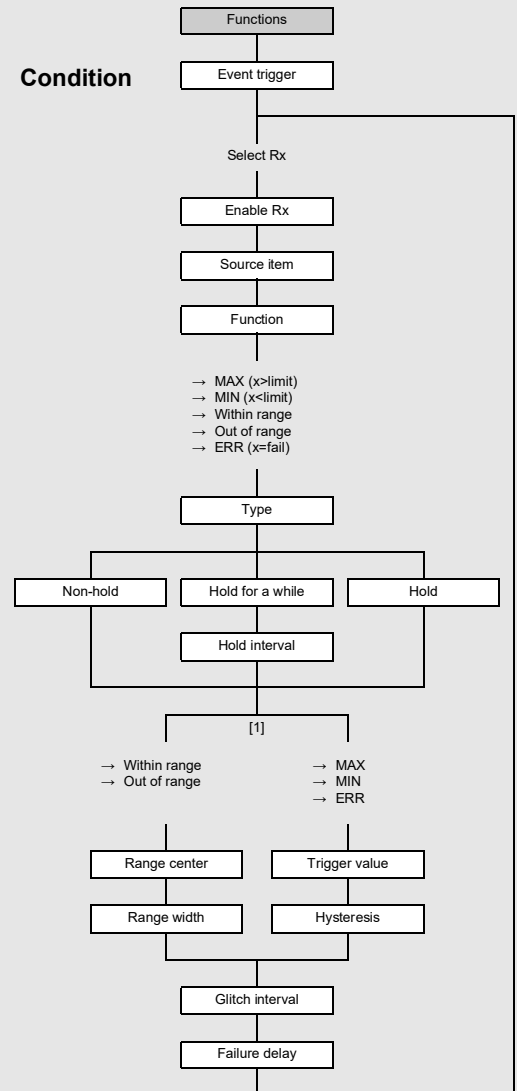 Functions
Condition
Event trigger
Select Rx
Enable Rx
Source item
Function
→ MAX (x>limit)
→ MIN (x<limit)
→ Within range
→ Out of range
→ ERR (x=fail)
Type
Non-hold
Hold for a while
Hold
Hold interval
[1]
→ Within range
→ Out of range
→ MAX
→ MIN
→ ERR
Range center
Trigger value
Range width
Hysteresis
Glitch interval
Failure delay